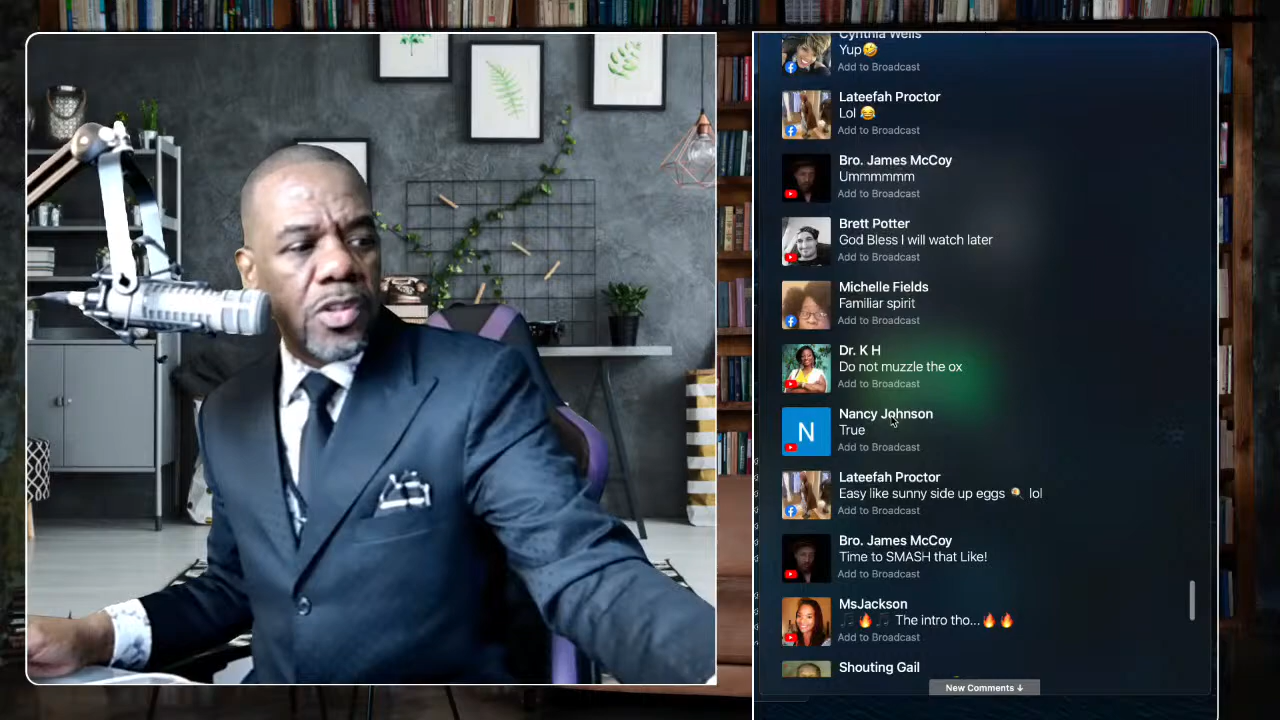 Cynthia Wells
Yup🤣
Add to Broadcast
Lateefah Proctor
Lol 😂
Add to Broadcast
Bro. James McCoy
Ummmmmm
Add to Broadcast
Brett Potter
God Bless I will watch later
Add to Broadcast
Michelle Fields
Familiar spirit
Add to Broadcast
Dr. K H
Do not muzzle the ox
Add to Broadcast
N
Nancy Johnson
True
Add to Broadcast
Lateefah Proctor
Easy like sunny side up eggs 🍳 lol
Add to Broadcast
Bro. James McCoy
Time to SMASH that Like!
Add to Broadcast
MsJackson
🎵🔥🎵 The intro tho...🔥🔥
Add to Broadcast
Shouting Gail
New Comments ↓